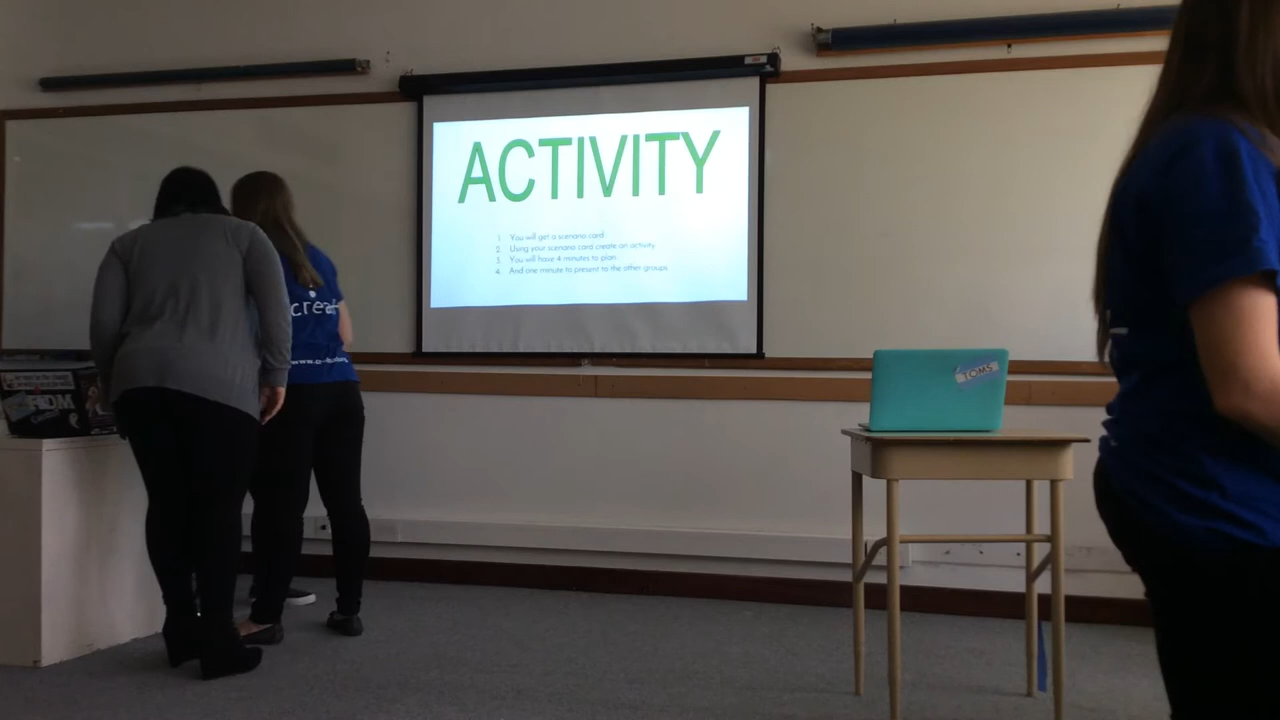 ACTIVITY
1. You will get a scenario card.
2. Using your scenario card create an activity.
3. You will have 4 minutes to plan
4. And one minute to present to the other groups
TOMS